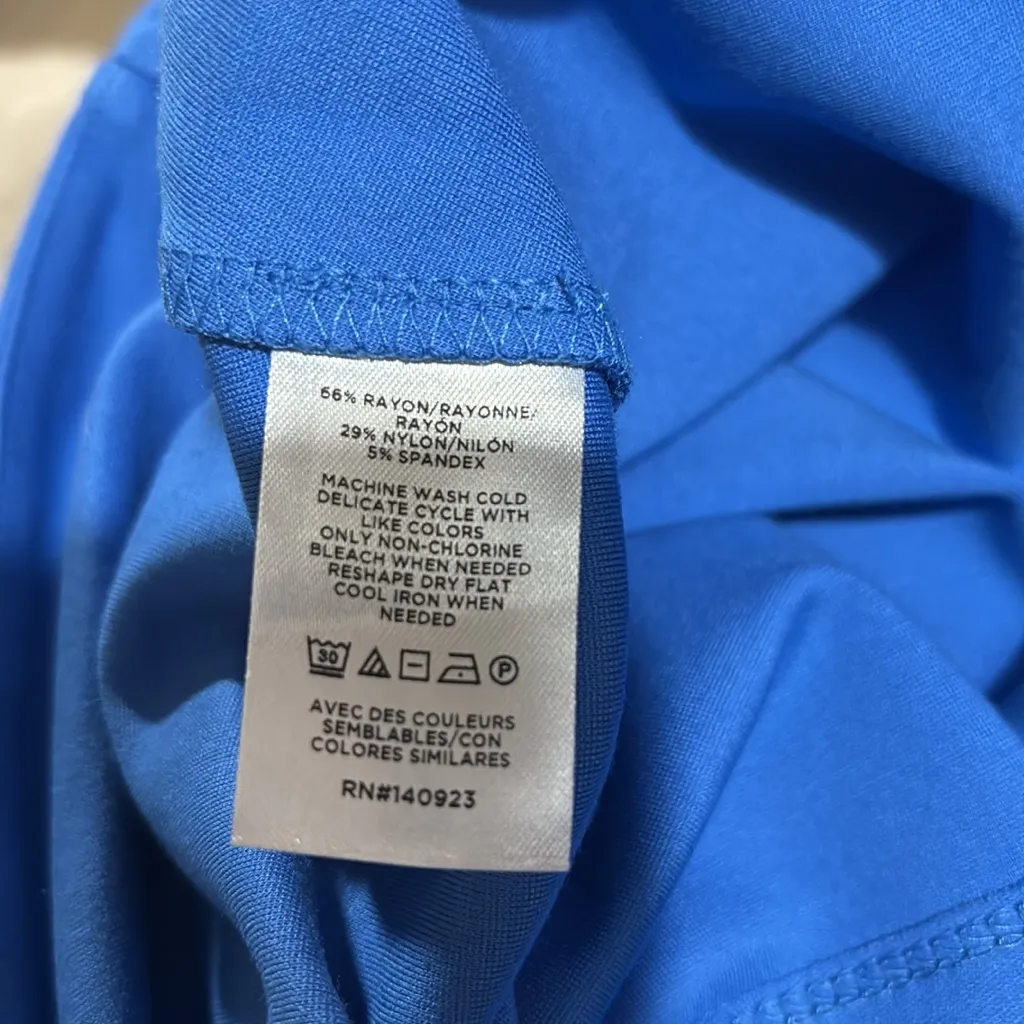 66% RAYON/RAYONNE/
RAYÓN
29% NYLON/NILÓN
5% SPANDEX
MACHINE WASH COLD
DELICATE CYCLE WITH
LIKE COLORS
ONLY NON-CHLORINE
BLEACH WHEN NEEDED
RESHAPE DRY FLAT
COOL IRON WHEN
NEEDED
30 P
AVEC DES COULEURS
SEMBLABLES/CON
COLORES SIMILARES
RN#140923